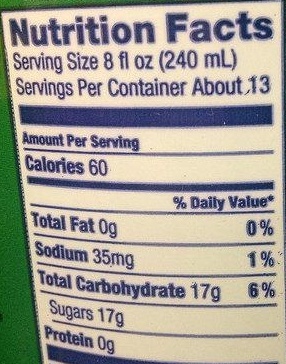 Nutrition Facts
Serving Size 8 fl oz (240 mL)
Servings Per Container About 13
Amount Per Serving
Calories 60
% Daily Value*
Total Fat 0g 0%
Sodium 35mg 1%
Total Carbohydrate 17g 6%
Sugars 17g
Protein 0g